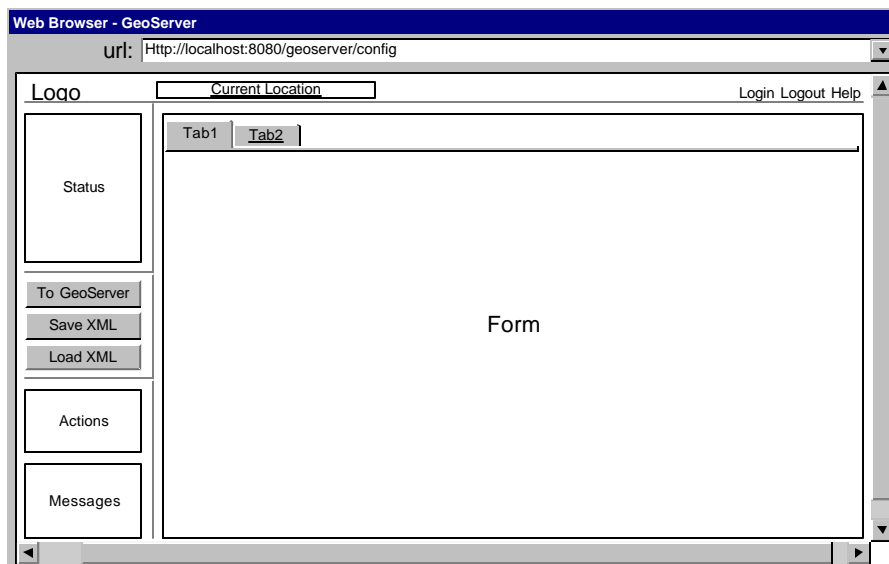 Web Browser - GeoServer
url: Http://localhost:8080/geoserver/config
Logo
Current Location
Login Logout Help
Tab1 Tab2
Status
To GeoServer
Save XML
Load XML
Form
Actions
Messages